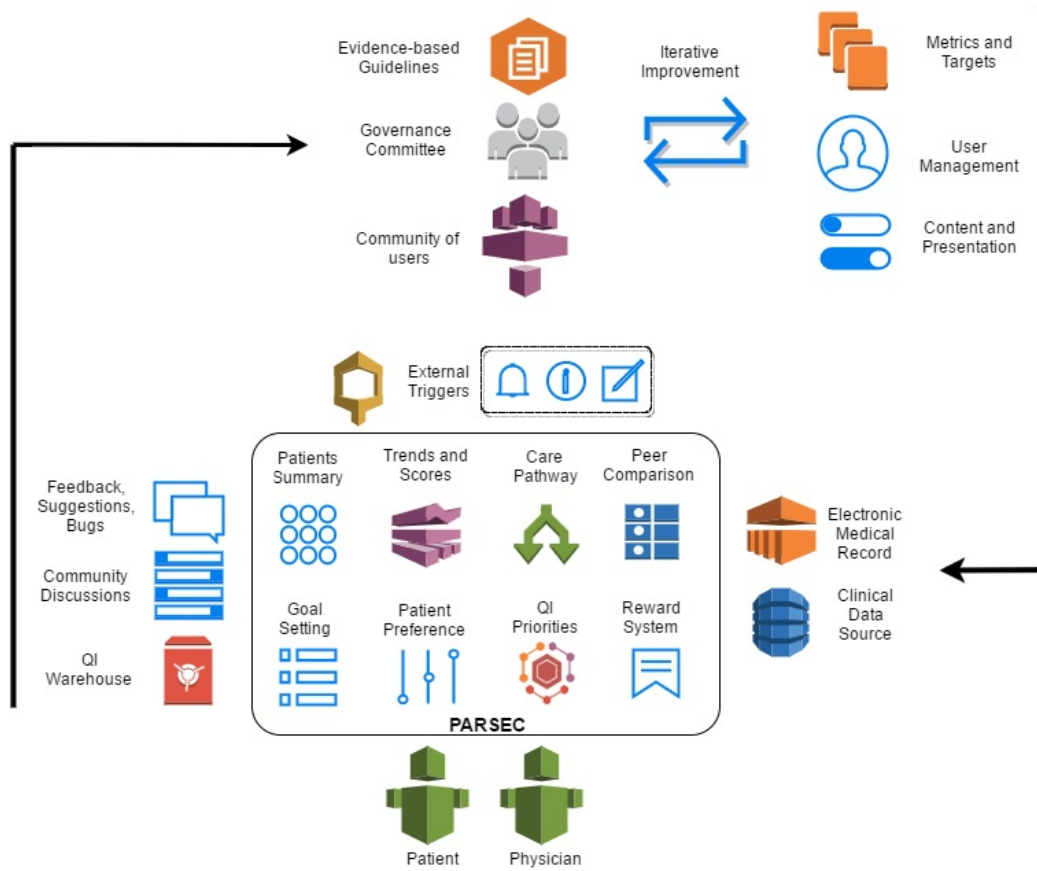 Evidence-based
Guidelines
Iterative
Improvement
Metrics and
Targets
Governance
Committee
User
Management
Community of
users
Content and
Presentation
External
Triggers
Patients
Summary
Trends and
Scores
Care
Pathway
Peer
Comparison
Feedback,
Suggestions,
Bugs
Electronic
Medical
Record
Community
Discussions
Clinical
Data
Source
Goal
Setting
Patient
Preference
QI
Priorities
Reward
System
QI
Warehouse
PARSEC
Patient
Physician